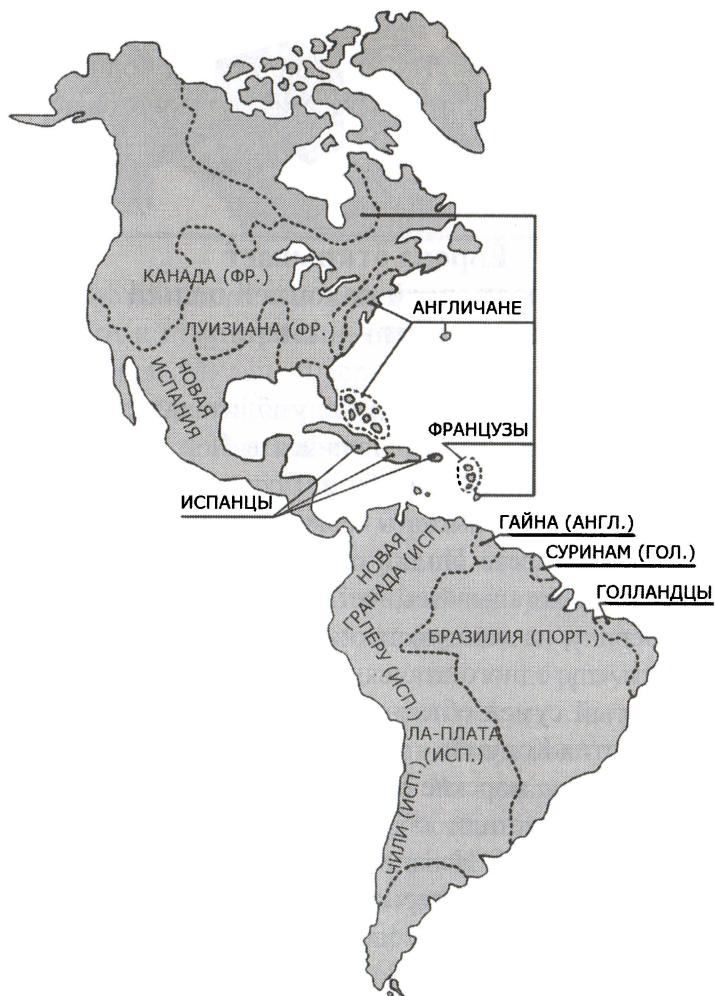 КАНАДА (ФР.)
АНГЛИЧАНЕ
ЛУИЗИАНА (ФР.)
НОВАЯ
ИСПАНИЯ
ФРАНЦУЗЫ
ИСПАНЦЫ
ГАЙНА (АНГЛ.)
СУРИНАМ (ГОЛ.)
ГОЛЛАНДЦЫ
НОВАЯ
ГРАНАДА (ИСП.)
БРАЗИЛИЯ (ПОРТ.)
ПЕРУ (ИСП.)
ЛА-ПЛАТА
(ИСП.)
ЧИЛИ (ИСП.)